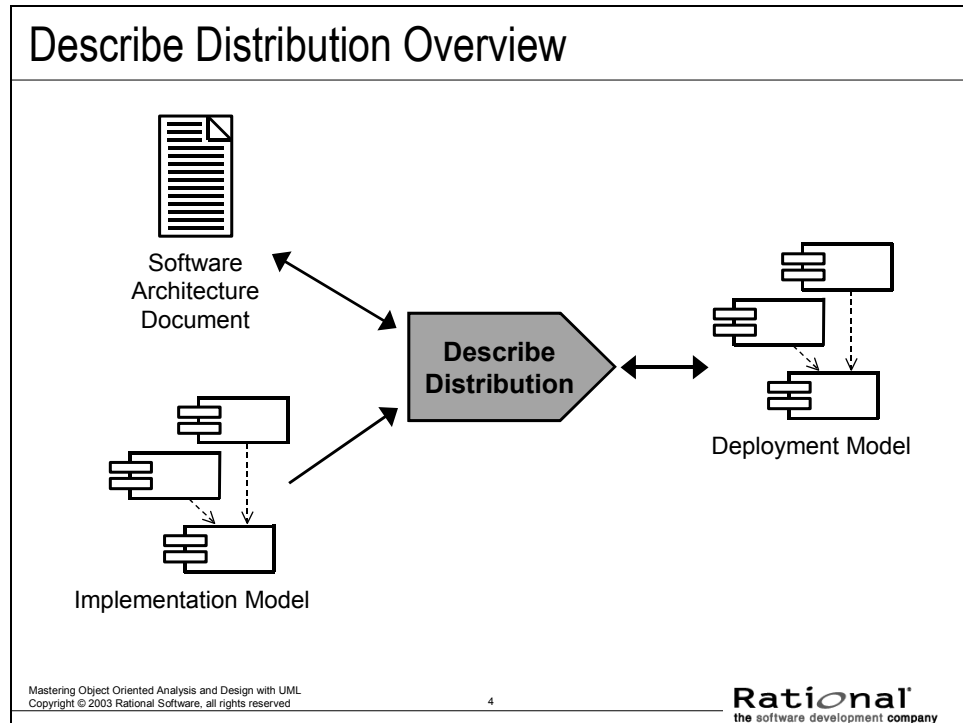 Describe Distribution Overview
Software
Architecture
Document
Describe
Distribution
Deployment Model
Implementation Model
Mastering Object Oriented Analysis and Design with UML
Copyright © 2003 Rational Software, all rights reserved
4
Rational
the software development company